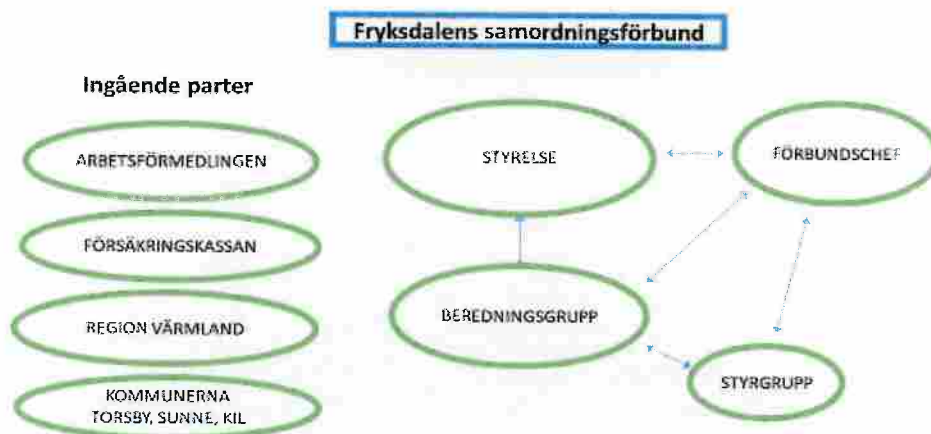 Fryksdalens samordningsförbund
Ingående parter
ARBETSFÖRMEDLINGEN
FÖRSÄKRINGSKASSAN
REGION VÄRMLAND
KOMMUNERNA
TORSBY, SUNNE, KIL
STYRELSE
FÖRBUNDSCHEF
BEREDNINGSGRUPP
STYRGRUPP